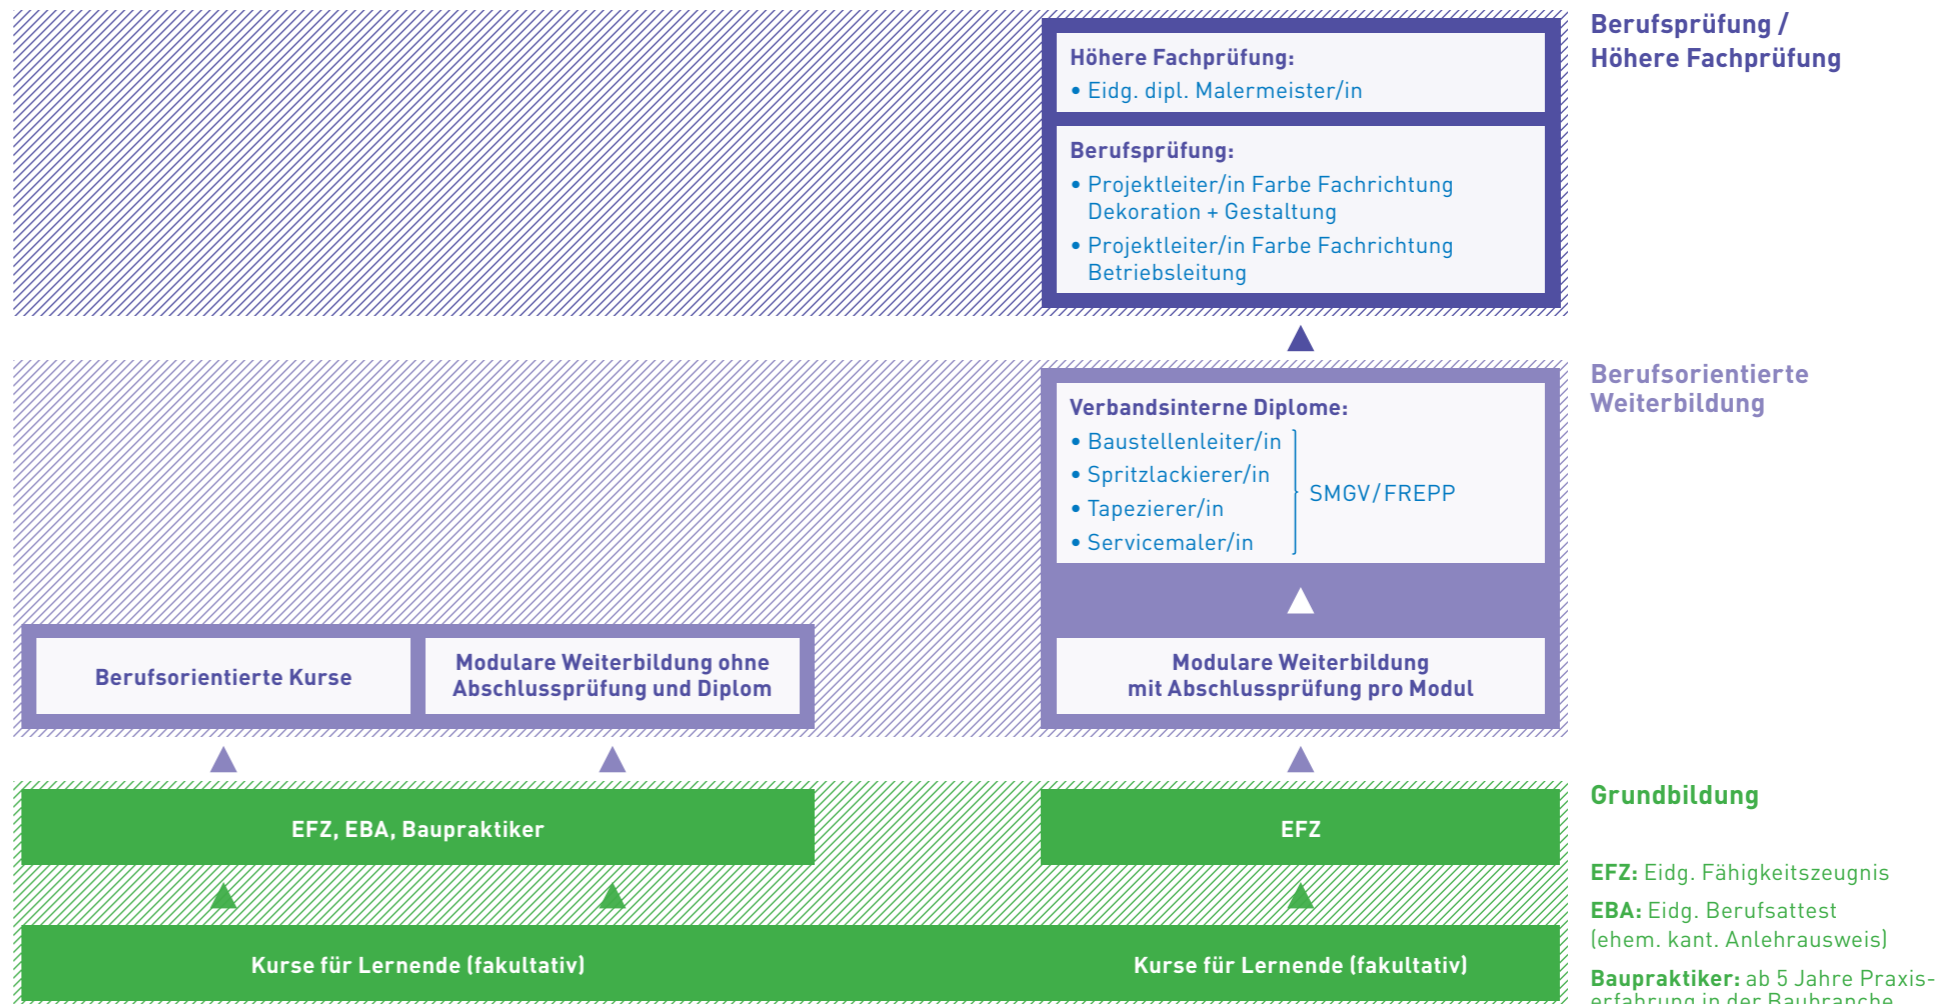 Berufsprüfung /
Höhere Fachprüfung
Höhere Fachprüfung:
• Eidg. dipl. Malermeister/in
Berufsprüfung:
• Projektleiter/in Farbe Fachrichtung
Dekoration + Gestaltung
• Projektleiter/in Farbe Fachrichtung
Betriebsleitung
Berufsorientierte
Weiterbildung
Verbandsinterne Diplome:
• Baustellenleiter/in
• Spritzlackierer/in
• Tapezierer/in
• Servicemaler/in
SMGV/FREPP
Berufsorientierte Kurse
Modulare Weiterbildung ohne
Abschlussprüfung und Diplom
Modulare Weiterbildung
mit Abschlussprüfung pro Modul
Grundbildung
EFZ, EBA, Baupraktiker
EFZ
EFZ: Eidg. Fähigkeitszeugnis
EBA: Eidg. Berufsattest
(ehem. kant. Anlehrausweis)
Kurse für Lernende (fakultativ)
Kurse für Lernende (fakultativ)
Baupraktiker: ab 5 Jahre Praxis-
erfahrung in der Baubranche